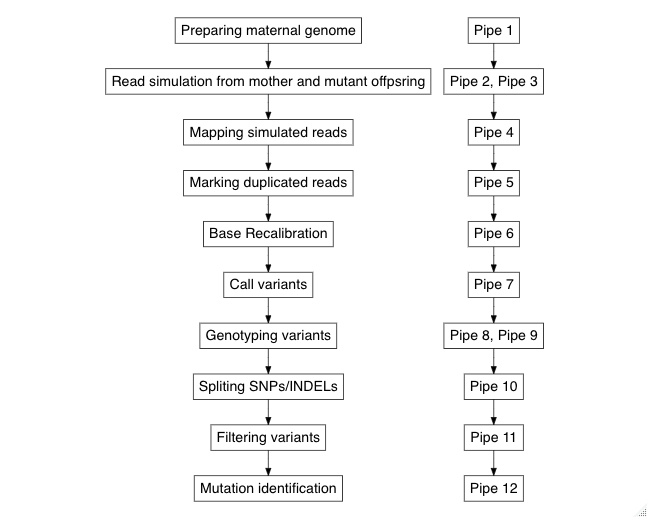 Preparing maternal genome
Pipe 1
Read simulation from mother and mutant offpsring
Pipe 2, Pipe 3
Mapping simulated reads
Pipe 4
Marking duplicated reads
Pipe 5
Base Recalibration
Pipe 6
Call variants
Pipe 7
Genotyping variants
Pipe 8, Pipe 9
Spliting SNPs/INDELs
Pipe 10
Filtering variants
Pipe 11
Mutation identification
Pipe 12